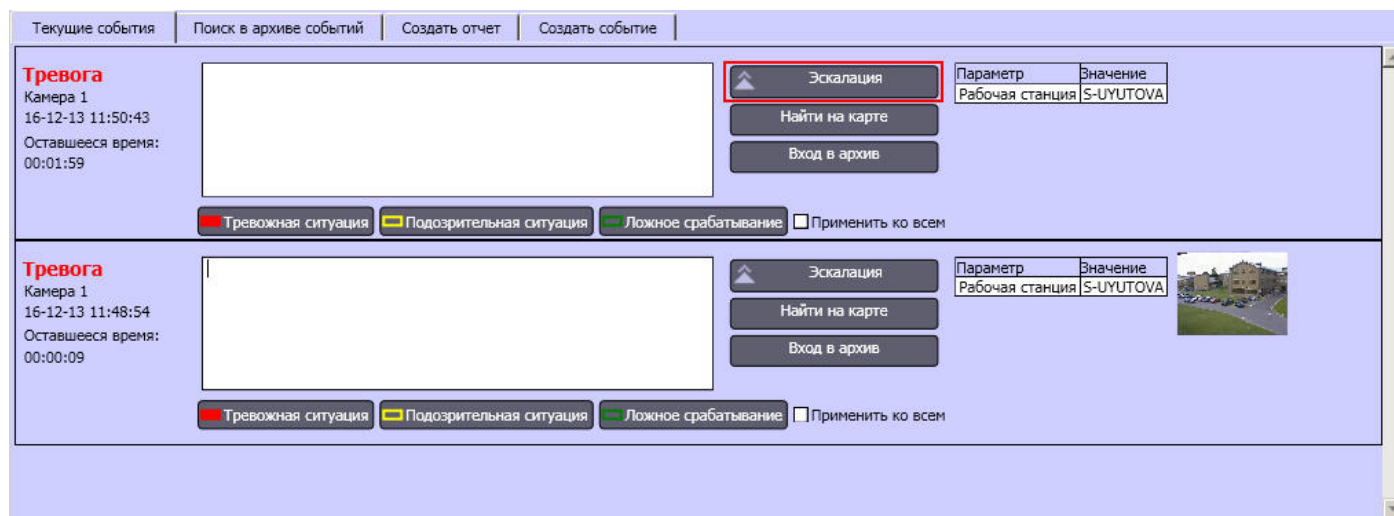 Текущие события Поиск в архиве событий Создать отчет Создать событие
Тревога
Камера 1
16-12-13 11:50:43
Оставшееся время:
00:01:59
Эскалация
Найти на карте
Вход в архив
Параметр Значение
Рабочая станция S-UYUTOVA
Тревожная ситуация Подозрительная ситуация Ложное срабатывание Применить ко всем
Тревога
Камера 1
16-12-13 11:48:54
Оставшееся время:
00:00:09
Эскалация
Найти на карте
Вход в архив
Параметр Значение
Рабочая станция S-UYUTOVA
Тревожная ситуация Подозрительная ситуация Ложное срабатывание Применить ко всем